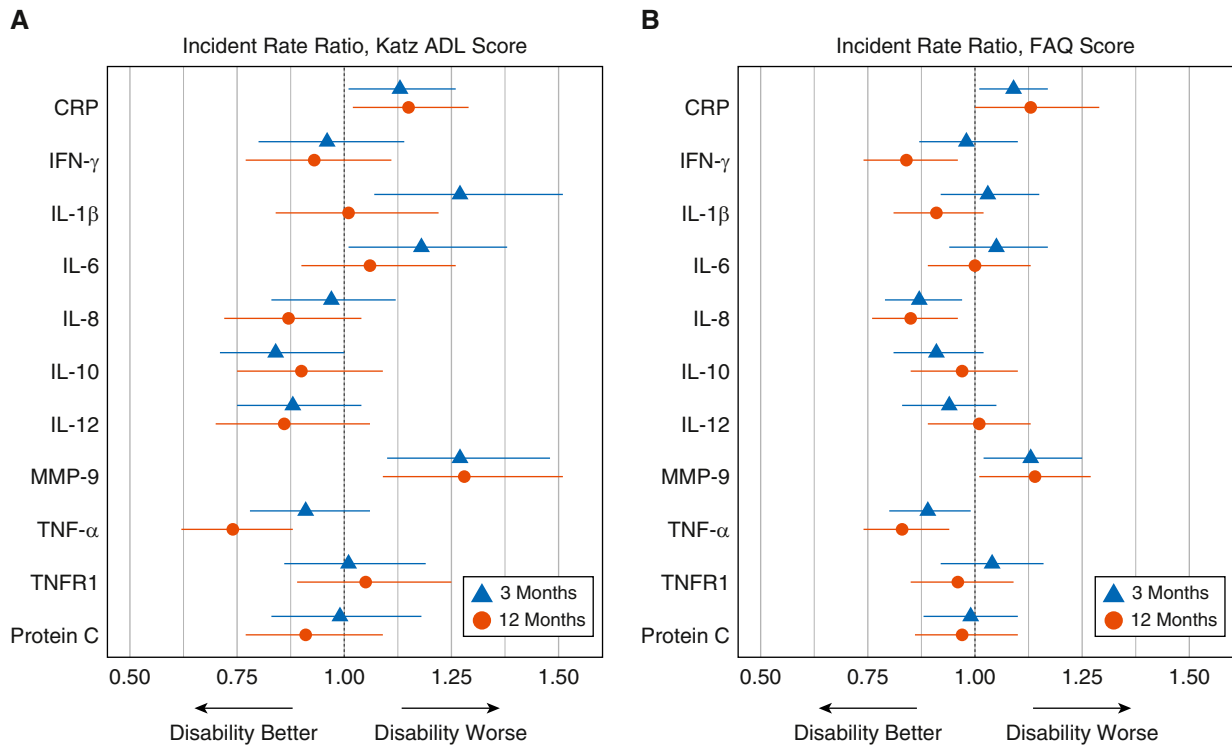 A
Incident Rate Ratio, Katz ADL Score
CRP
IFN-γ
IL-1β
IL-6
IL-8
IL-10
IL-12
MMP-9
TNF-α
TNFR1
Protein C
3 Months
12 Months
0.50 0.75 1.00 1.25 1.50
Disability Better Disability Worse
B
Incident Rate Ratio, FAQ Score
CRP
IFN-γ
IL-1β
IL-6
IL-8
IL-10
IL-12
MMP-9
TNF-α
TNFR1
Protein C
3 Months
12 Months
0.50 0.75 1.00 1.25 1.50
Disability Better Disability Worse